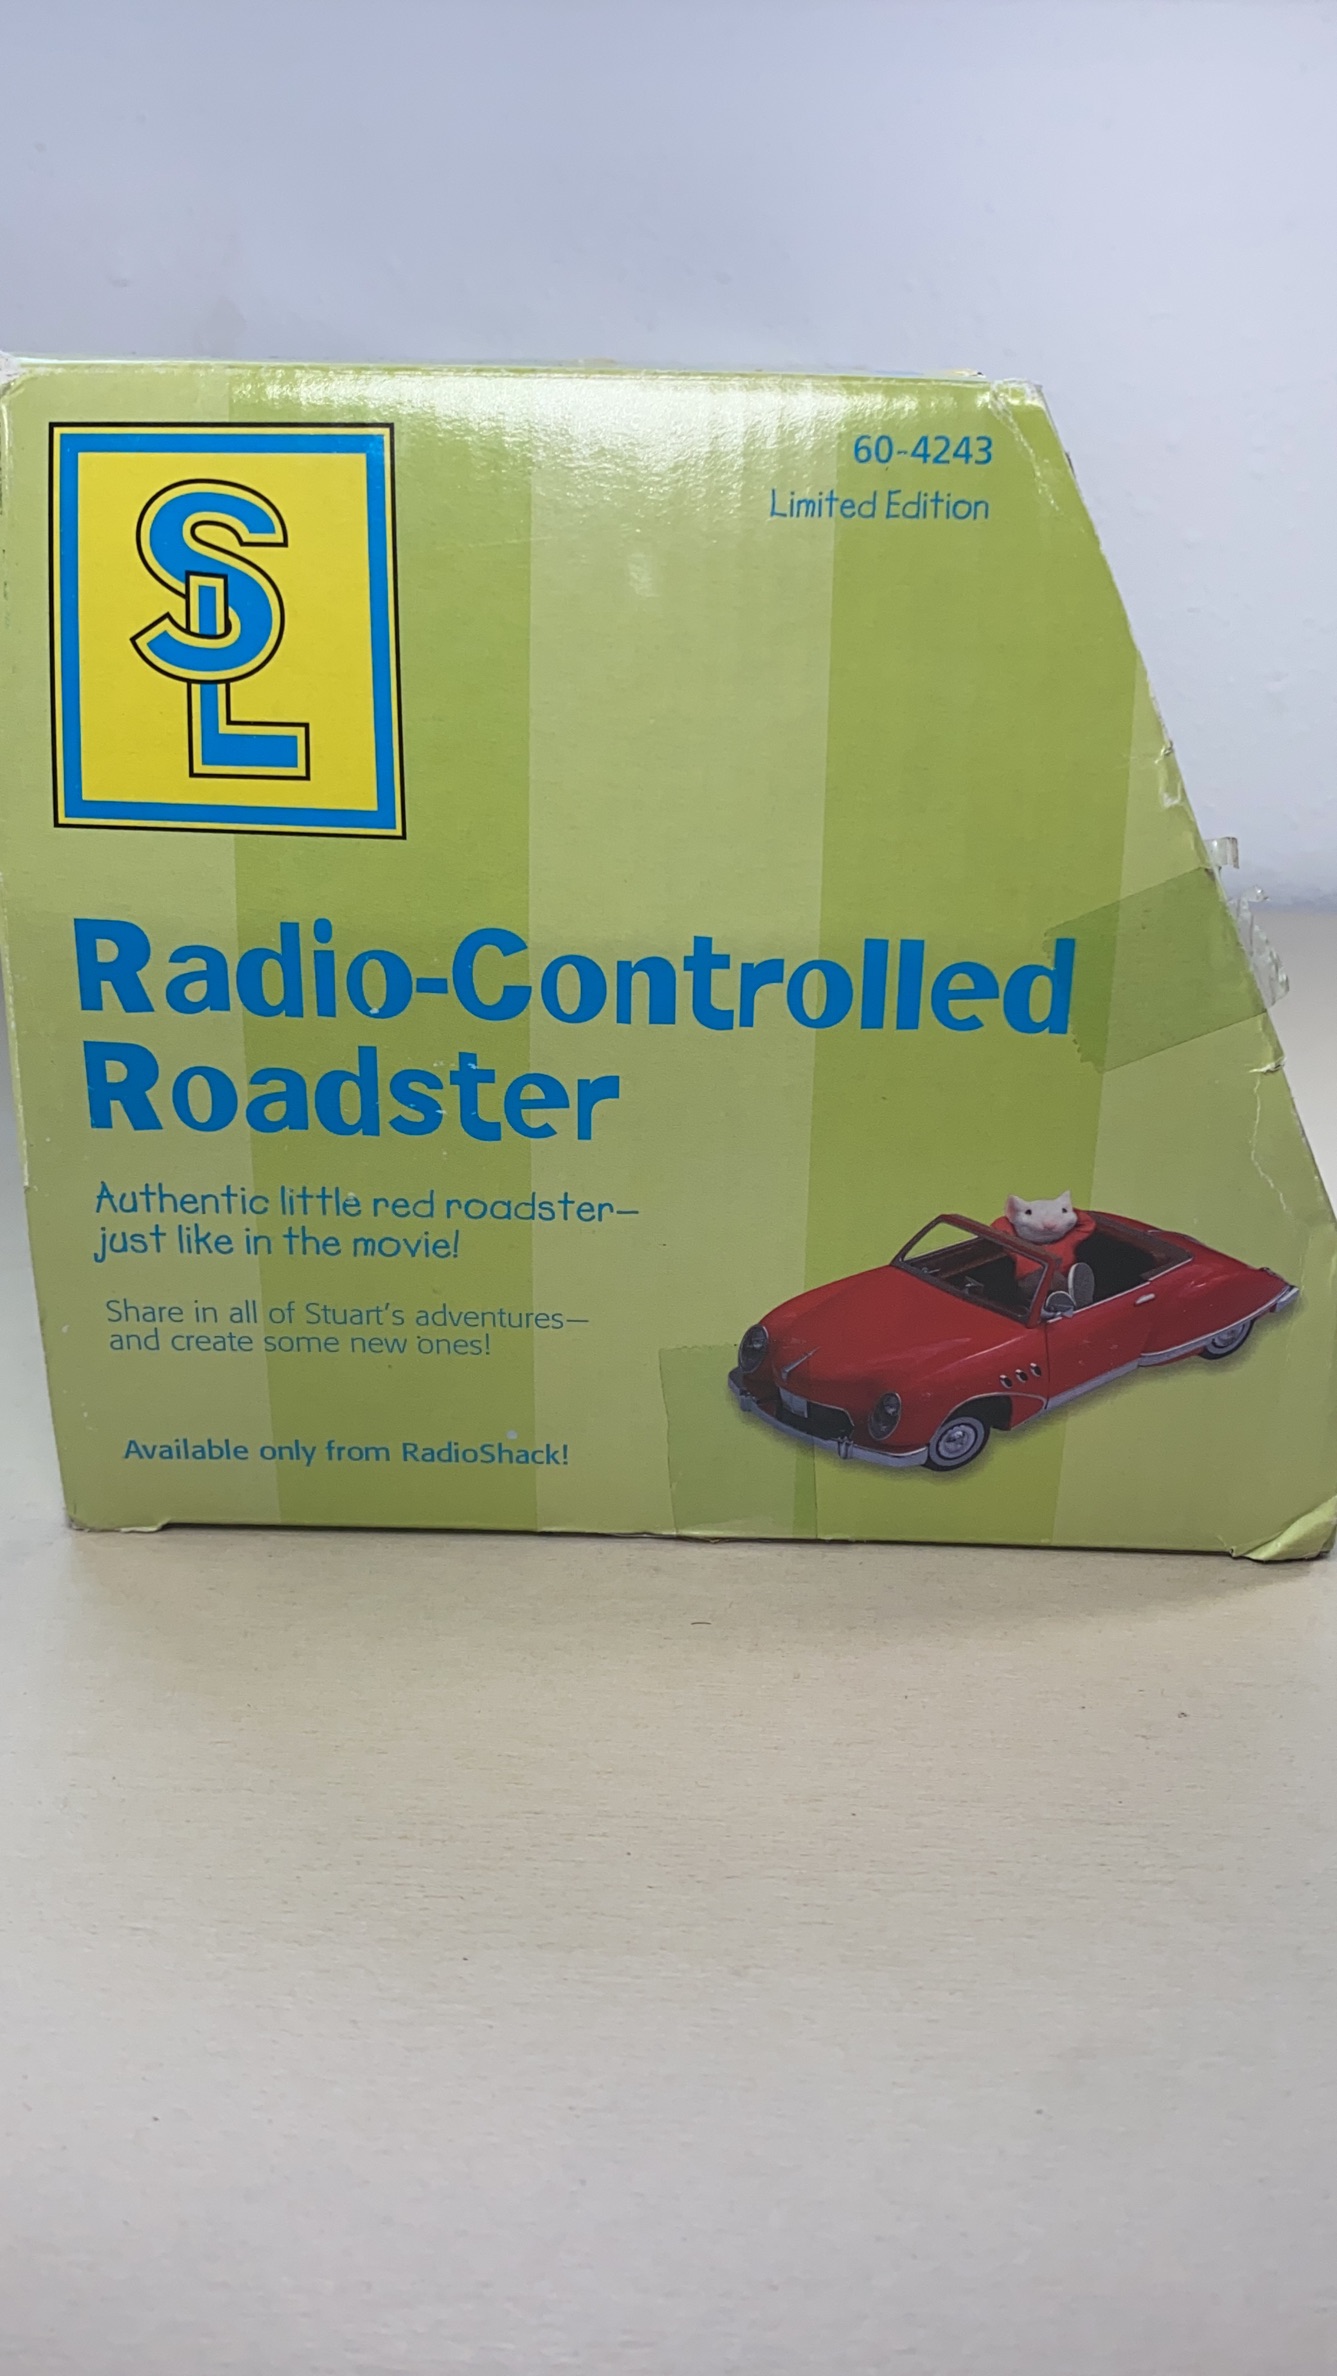 SL
60-4243
Limited Edition
Radio-Controlled
Roadster
Authentic little red roadster—
just like in the movie!
Share in all of Stuart's adventures—
and create some new ones!
Available only from RadioShack!